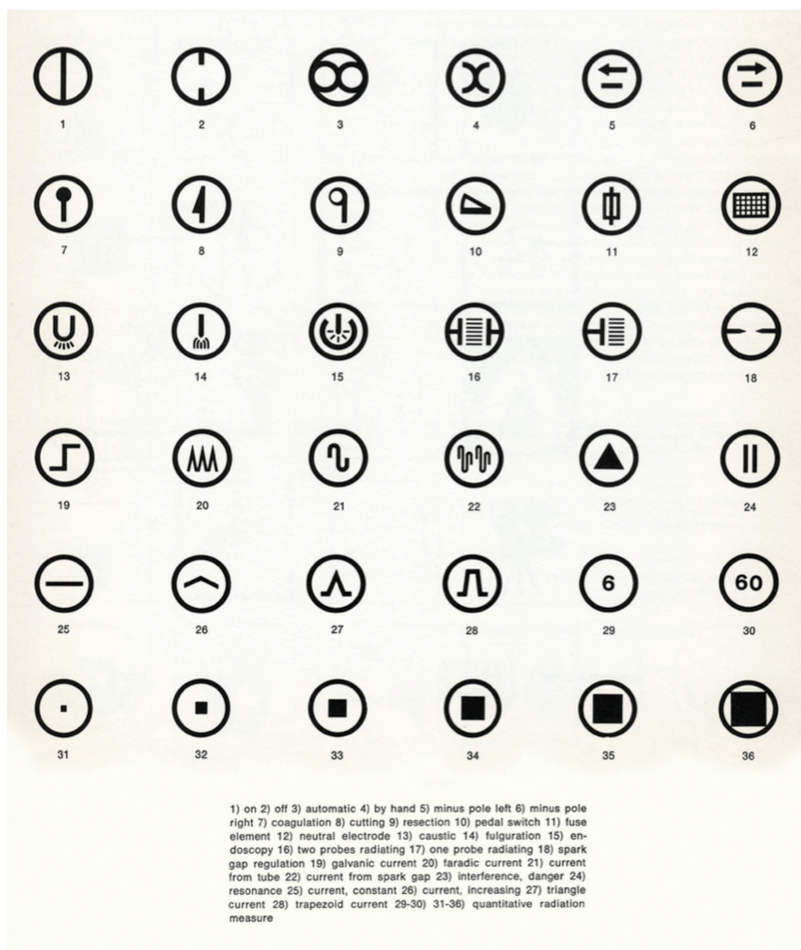 1 2 3 4 5 6
7 8 9 10 11 12
13 14 15 16 17 18
19 20 21 22 23 24
6 60
25 26 27 28 29 30
31 32 33 34 35 36
1) on 2) off 3) automatic 4) by hand 5) minus pole left 6) minus pole
right 7) coagulation 8) cutting 9) resection 10) pedal switch 11) fuse
element 12) neutral electrode 13) caustic 14) fulguration 15) en-
doscopy 16) two probes radiating 17) one probe radiating 18) spark
gap regulation 19) galvanic current 20) faradic current 21) current
from tube 22) current from spark gap 23) interference, danger 24)
resonance 25) current, constant 26) current, increasing 27) triangle
current 28) trapezoid current 29-30) 31-36) quantitative radiation
measure